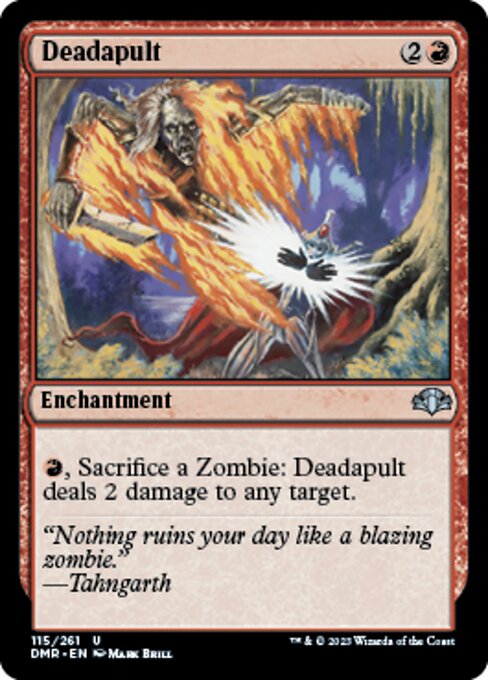 Deadapult 2
Enchantment
, Sacrifice a Zombie: Deadapult
deals 2 damage to any target.
“Nothing ruins your day like a blazing
zombie.”
—Tahngarth
115/261 U
DMR • EN Mark Brill
™ & © 2023 Wizards of the Coast